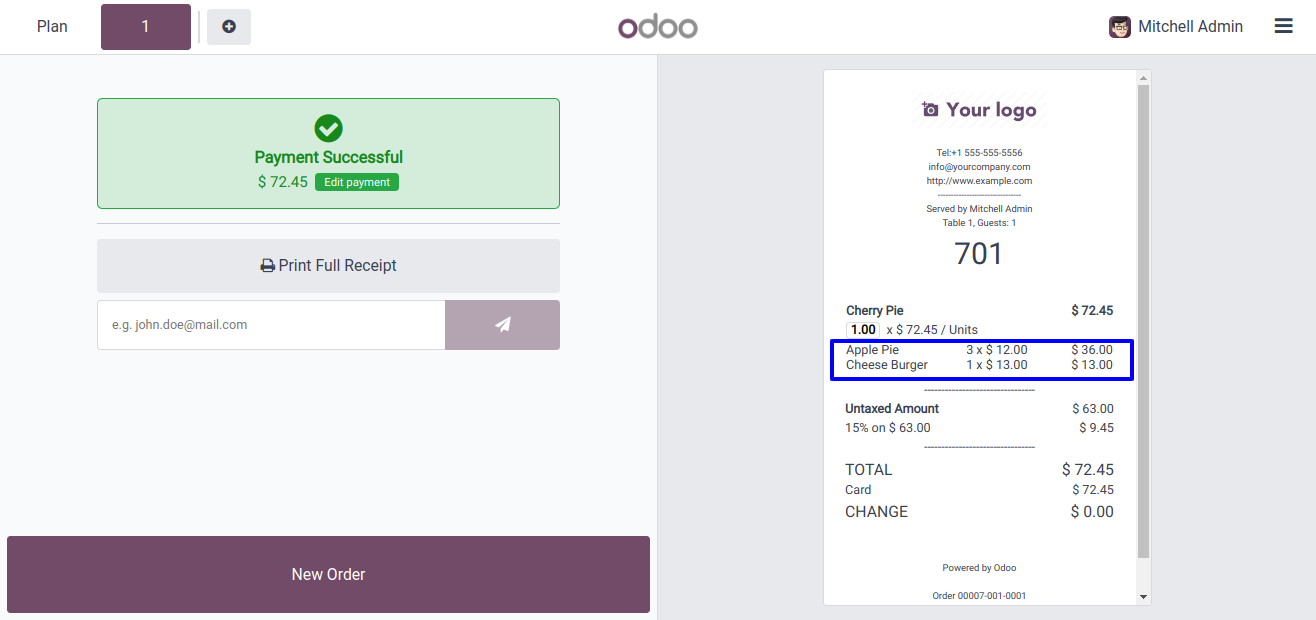 Plan 1 odoo Mitchell Admin
Payment Successful
$ 72.45 Edit payment
Print Full Receipt
e.g. john.doe@mail.com
New Order
Your logo
Tel:+1 555-555-5556
info@yourcompany.com
http://www.example.com
--------------------------------
Served by Mitchell Admin
Table 1, Guests: 1
701
Cherry Pie $ 72.45
1.00 x $ 72.45 / Units
Apple Pie 3 x $ 12.00 $ 36.00
Cheese Burger 1 x $ 13.00 $ 13.00
--------------------------------
Untaxed Amount $ 63.00
15% on $ 63.00 $ 9.45
--------------------------------
TOTAL $ 72.45
Card $ 72.45
CHANGE $ 0.00
Powered by Odoo
Order 00007-001-0001